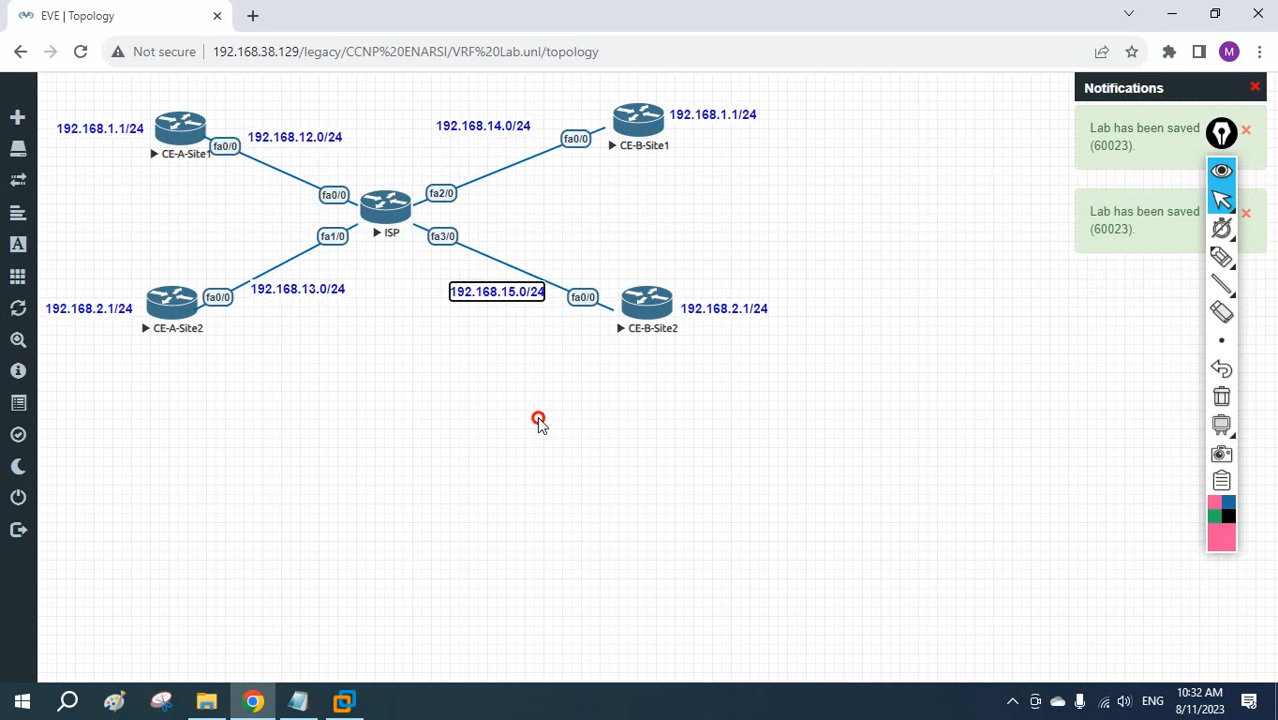 EVE | Topology
Not secure
192.168.38.129/legacy/CCNP%20ENARSI/VRF%20Lab.unl/topology
M
Notifications
Lab has been saved
(60023).
Lab has been saved
(60023).
192.168.1.1/24
CE-A-Site1
fa0/0
192.168.12.0/24
192.168.14.0/24
fa0/0
CE-B-Site1
192.168.1.1/24
fa0/0
fa2/0
ISP
fa1/0
fa3/0
192.168.2.1/24
CE-A-Site2
fa0/0
192.168.13.0/24
192.168.15.0/24
fa0/0
CE-B-Site2
192.168.2.1/24
ENG
10:32 AM
8/11/2023